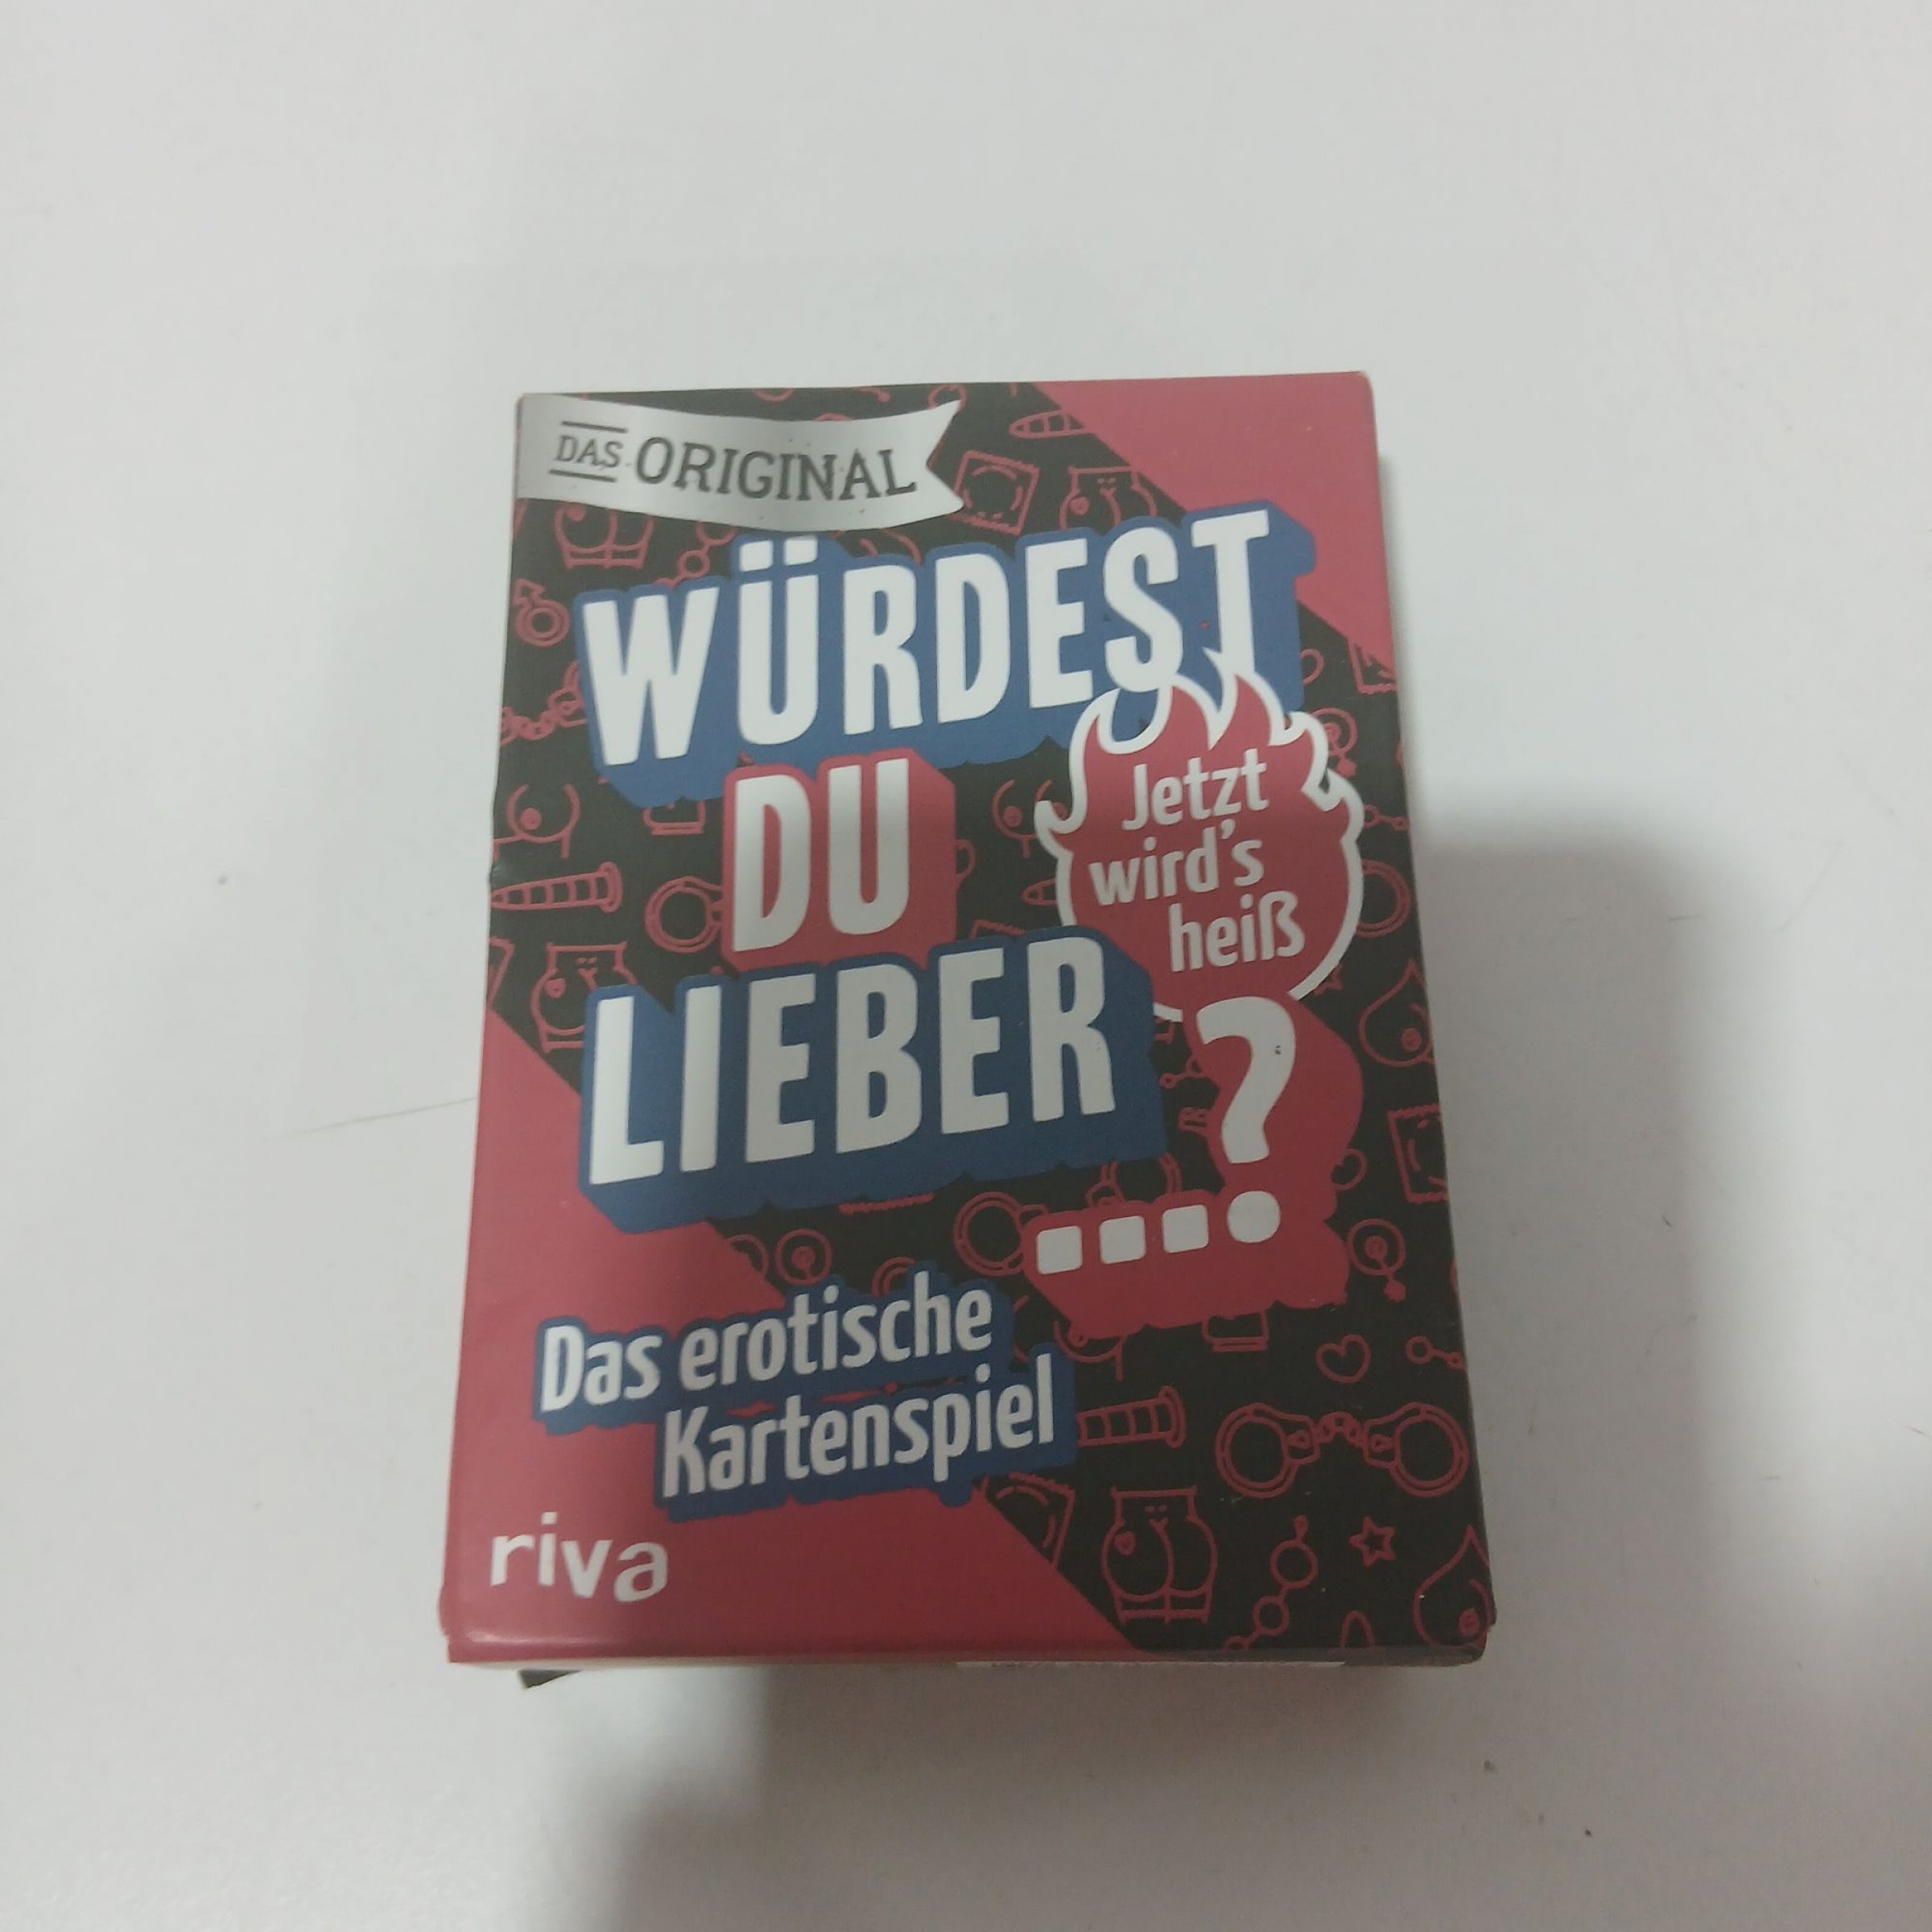 DAS ORIGINAL
WÜRDEST
DU
LIEBER
...?
Jetzt
wird's
heiß
Das erotische
Kartenspiel
riva